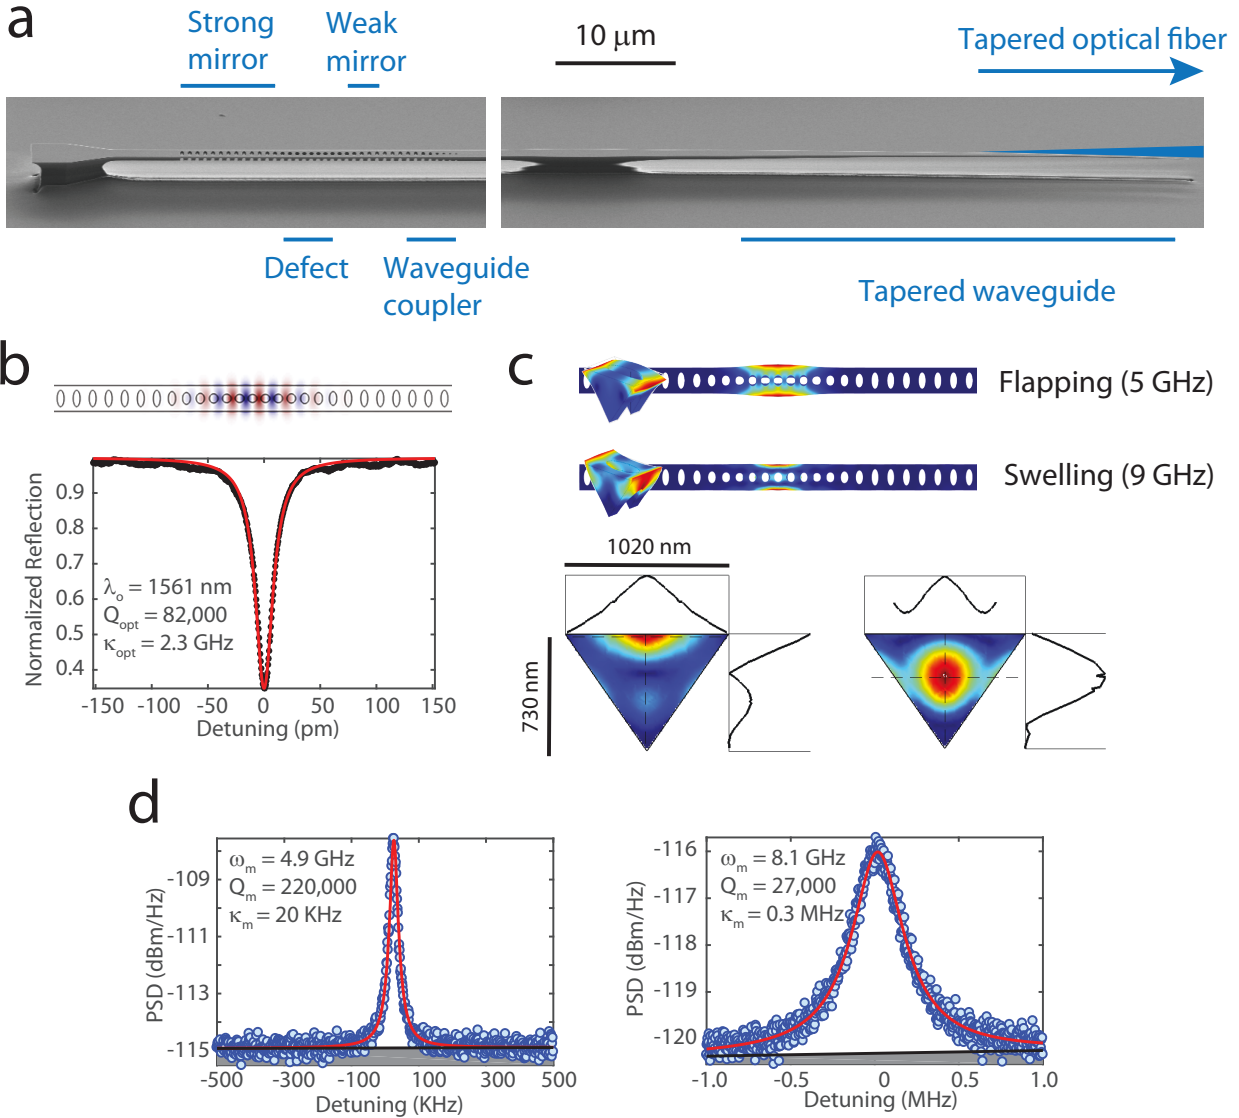 a
Strong
mirror
Weak
mirror
10 μm
Tapered optical fiber
Defect
Waveguide
coupler
Tapered waveguide
b
Normalized Reflection
0.9
0.8
0.7
0.6
0.5
0.4
λo = 1561 nm
Qopt = 82,000
κopt = 2.3 GHz
-150 -100 -50 0 50 100 150
Detuning (pm)
c
Flapping (5 GHz)
Swelling (9 GHz)
1020 nm
730 nm
d
PSD (dBm/Hz)
-109
-111
-113
-115
ωm = 4.9 GHz
Qm = 220,000
κm = 20 KHz
-500 -300 -100 100 300 500
Detuning (KHz)
PSD (dBm/Hz)
-116
-117
-118
-119
-120
ωm = 8.1 GHz
Qm = 27,000
κm = 0.3 MHz
-1.0 -0.5 0 0.5 1.0
Detuning (MHz)